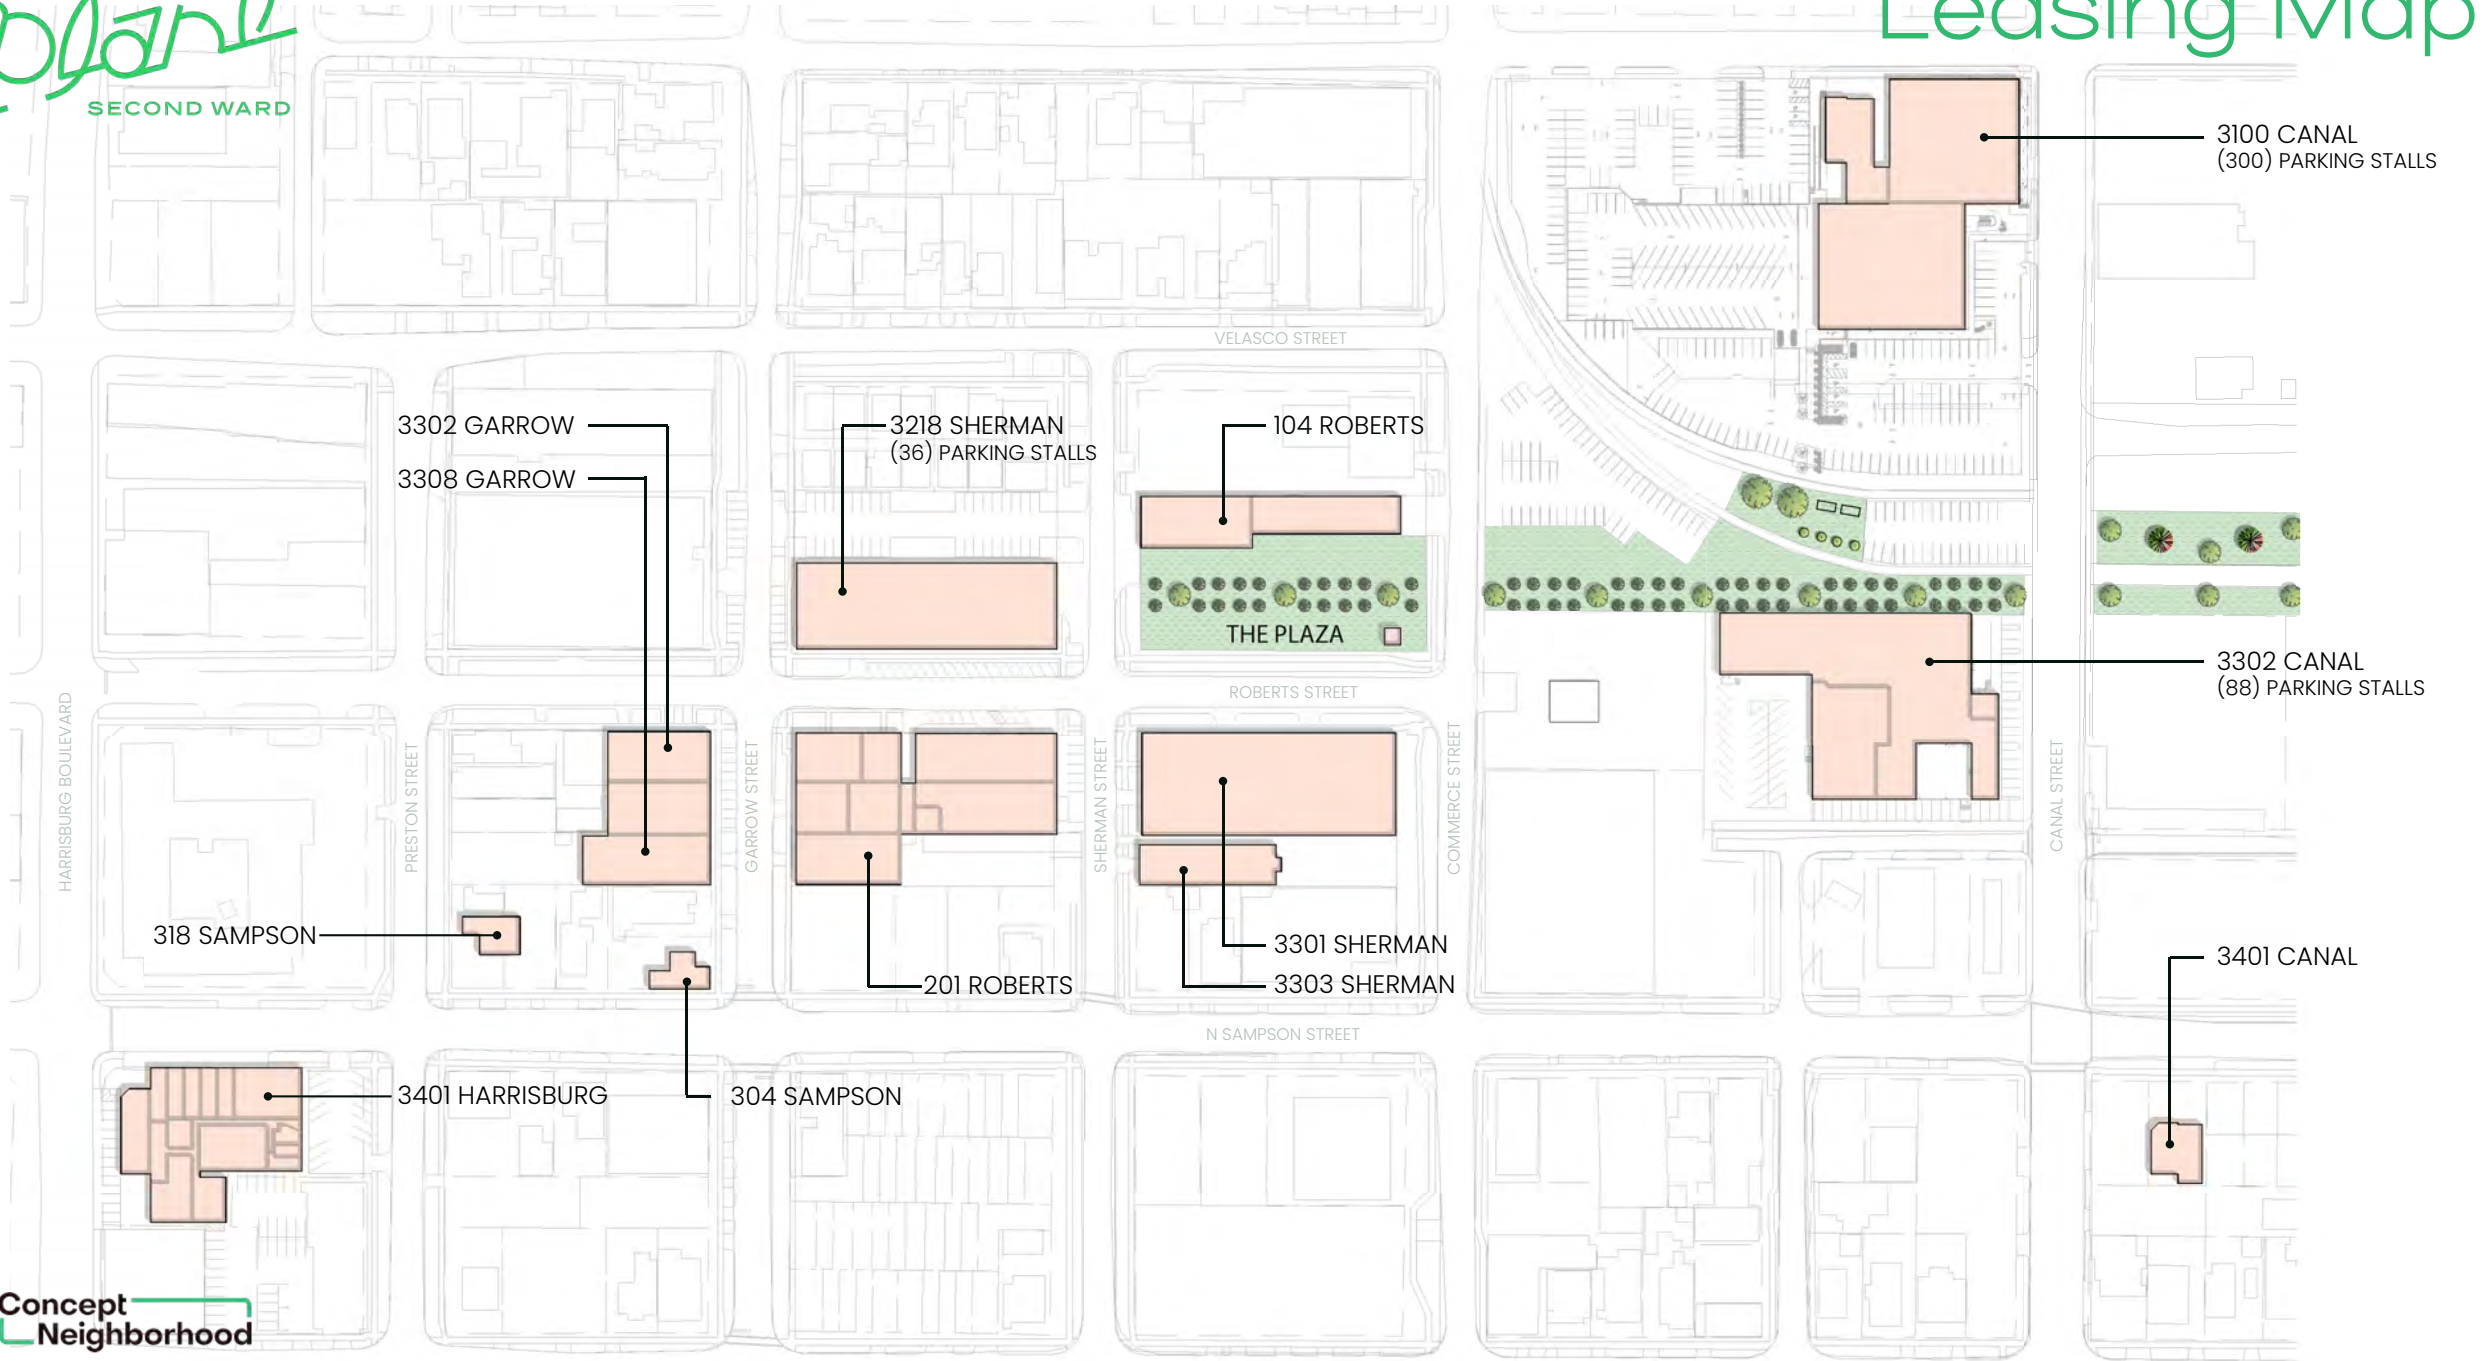 plant
SECOND WARD
Leasing Map
3100 CANAL
(300) PARKING STALLS
VELASCO STREET
3302 GARROW
3308 GARROW
3218 SHERMAN
(36) PARKING STALLS
104 ROBERTS
THE PLAZA
3302 CANAL
(88) PARKING STALLS
ROBERTS STREET
HARRISBURG BOULEVARD
PRESTON STREET
GARROW STREET
SHERMAN STREET
COMMERCE STREET
CANAL STREET
318 SAMPSON
201 ROBERTS
3301 SHERMAN
3303 SHERMAN
3401 CANAL
N SAMPSON STREET
3401 HARRISBURG
304 SAMPSON
Concept
Neighborhood